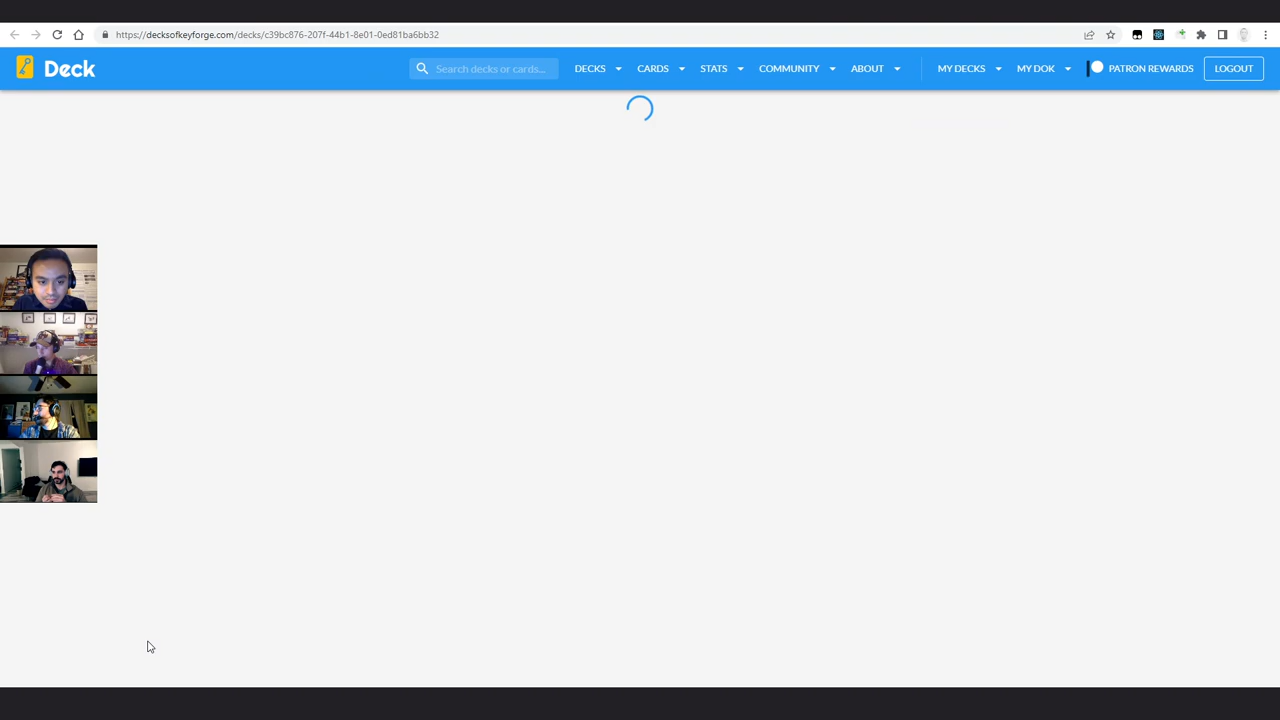 https://decksofkeyforge.com/decks/c39bc876-207f-44b1-8e01-0ed81ba6bb32
Deck
Search decks or cards...
DECKS
CARDS
STATS
COMMUNITY
ABOUT
MY DECKS
MY DOK
PATRON REWARDS
LOGOUT